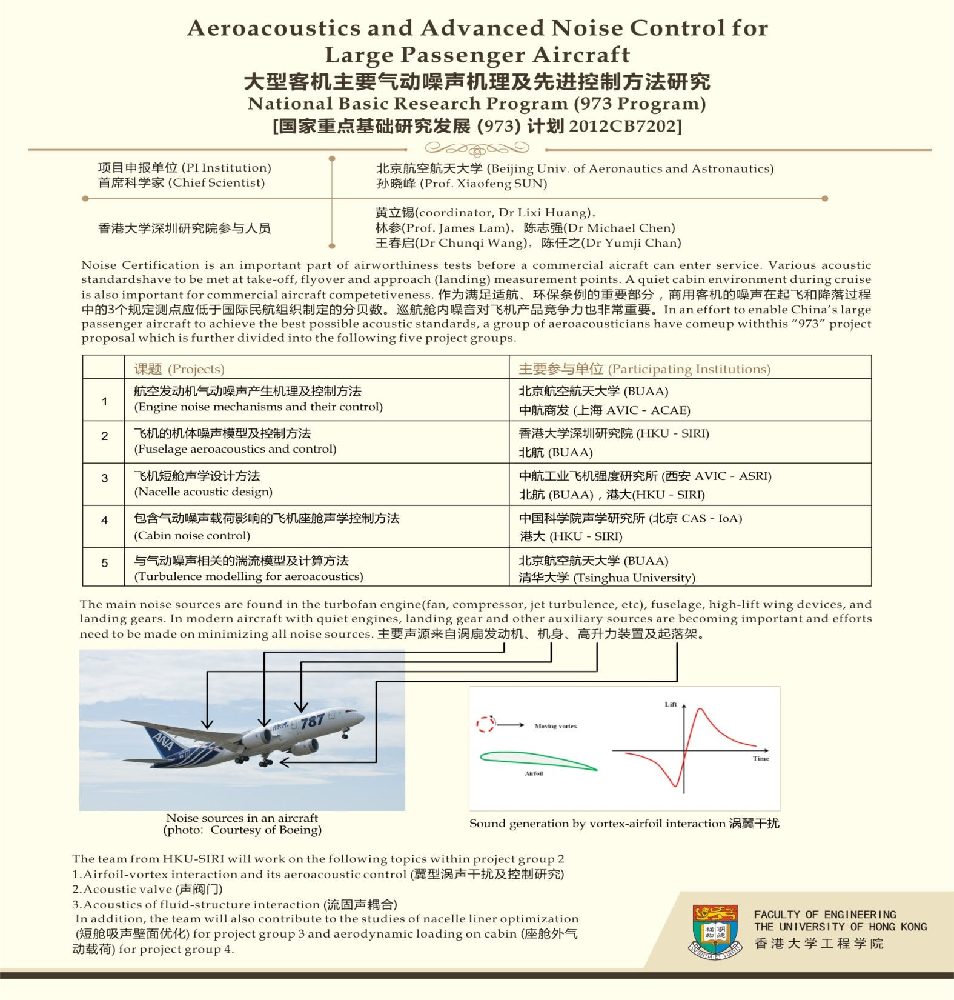 Aeroacoustics and Advanced Noise Control for
Large Passenger Aircraft
大型客机主要气动噪声机理及先进控制方法研究
National Basic Research Program (973 Program)
[国家重点基础研究发展 (973) 计划 2012CB7202]
项目申报单位 (PI Institution)
首席科学家 (Chief Scientist)
北京航空航天大学 (Beijing Univ. of Aeronautics and Astronautics)
孙晓峰 (Prof. Xiaofeng SUN)
香港大学深圳研究院参与人员
黄立锡(coordinator, Dr Lixi Huang),
林参(Prof. James Lam), 陈志强(Dr Michael Chen)
王春启(Dr Chunqi Wang), 陈任之(Dr Yumji Chan)
Noise Certification is an important part of airworthiness tests before a commercial aicraft can enter service. Various acoustic
standardshave to be met at take-off, flyover and approach (landing) measurement points. A quiet cabin environment during cruise
is also important for commercial aircraft competetiveness. 作为满足适航、环保条例的重要部分，商用客机的噪声在起飞和降落过程
中的3个规定测点应低于国际民航组织制定的分贝数。巡航舱内噪音对飞机产品竞争力也非常重要。In an effort to enable China's large
passenger aircraft to achieve the best possible acoustic standards, a group of aeroacousticians have comeup withthis “973” project
proposal which is further divided into the following five project groups.
课题 (Projects)
主要参与单位 (Participating Institutions)
1
航空发动机气动噪声产生机理及控制方法
(Engine noise mechanisms and their control)
北京航空航天大学 (BUAA)
中航商发 (上海 AVIC - ACAE)
2
飞机的机体噪声模型及控制方法
(Fuselage aeroacoustics and control)
香港大学深圳研究院 (HKU - SIRI)
北航 (BUAA)
3
飞机短舱声学设计方法
(Nacelle acoustic design)
中航工业飞机强度研究所 (西安 AVIC - ASRI)
北航 (BUAA)，港大(HKU - SIRI)
4
包含气动噪声载荷影响的飞机座舱声学控制方法
(Cabin noise control)
中国科学院声学研究所 (北京 CAS - IoA)
港大 (HKU - SIRI)
5
与气动噪声相关的湍流模型及计算方法
(Turbulence modelling for aeroacoustics)
北京航空航天大学 (BUAA)
清华大学 (Tsinghua University)
The main noise sources are found in the turbofan engine(fan, compressor, jet turbulence, etc), fuselage, high-lift wing devices, and
landing gears. In modern aircraft with quiet engines, landing gear and other auxiliary sources are becoming important and efforts
need to be made on minimizing all noise sources. 主要声源来自涡扇发动机、机身、高升力装置及起落架。
ANA
787
ANA
Noise sources in an aircraft
(photo: Courtesy of Boeing)
Moving vortex
Airfoil
Lift
Time
Sound generation by vortex-airfoil interaction 涡翼干扰
The team from HKU-SIRI will work on the following topics within project group 2
1.Airfoil-vortex interaction and its aeroacoustic control (翼型涡声干扰及控制研究)
2.Acoustic valve (声阀门)
3.Acoustics of fluid-structure interaction (流固声耦合)
In addition, the team will also contribute to the studies of nacelle liner optimization
(短舱吸声壁面优化) for project group 3 and aerodynamic loading on cabin (座舱外气
动载荷) for project group 4.
明德
格物
SAPIENTIA·ET·VIRTUS
FACULTY OF ENGINEERING
THE UNIVERSITY OF HONG KONG
香港大学工程学院